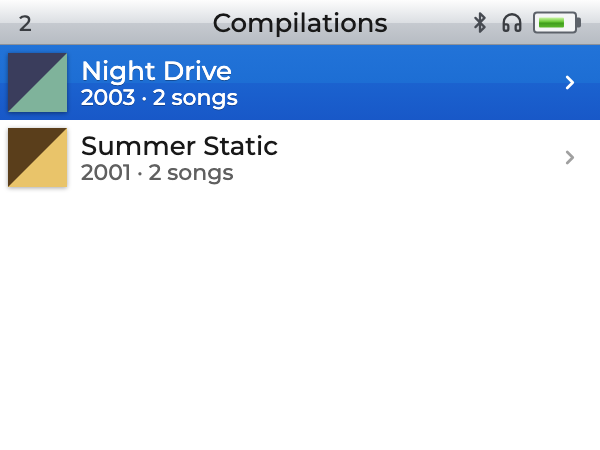 2
Compilations
Night Drive
2003 · 2 songs
Summer Static
2001 · 2 songs